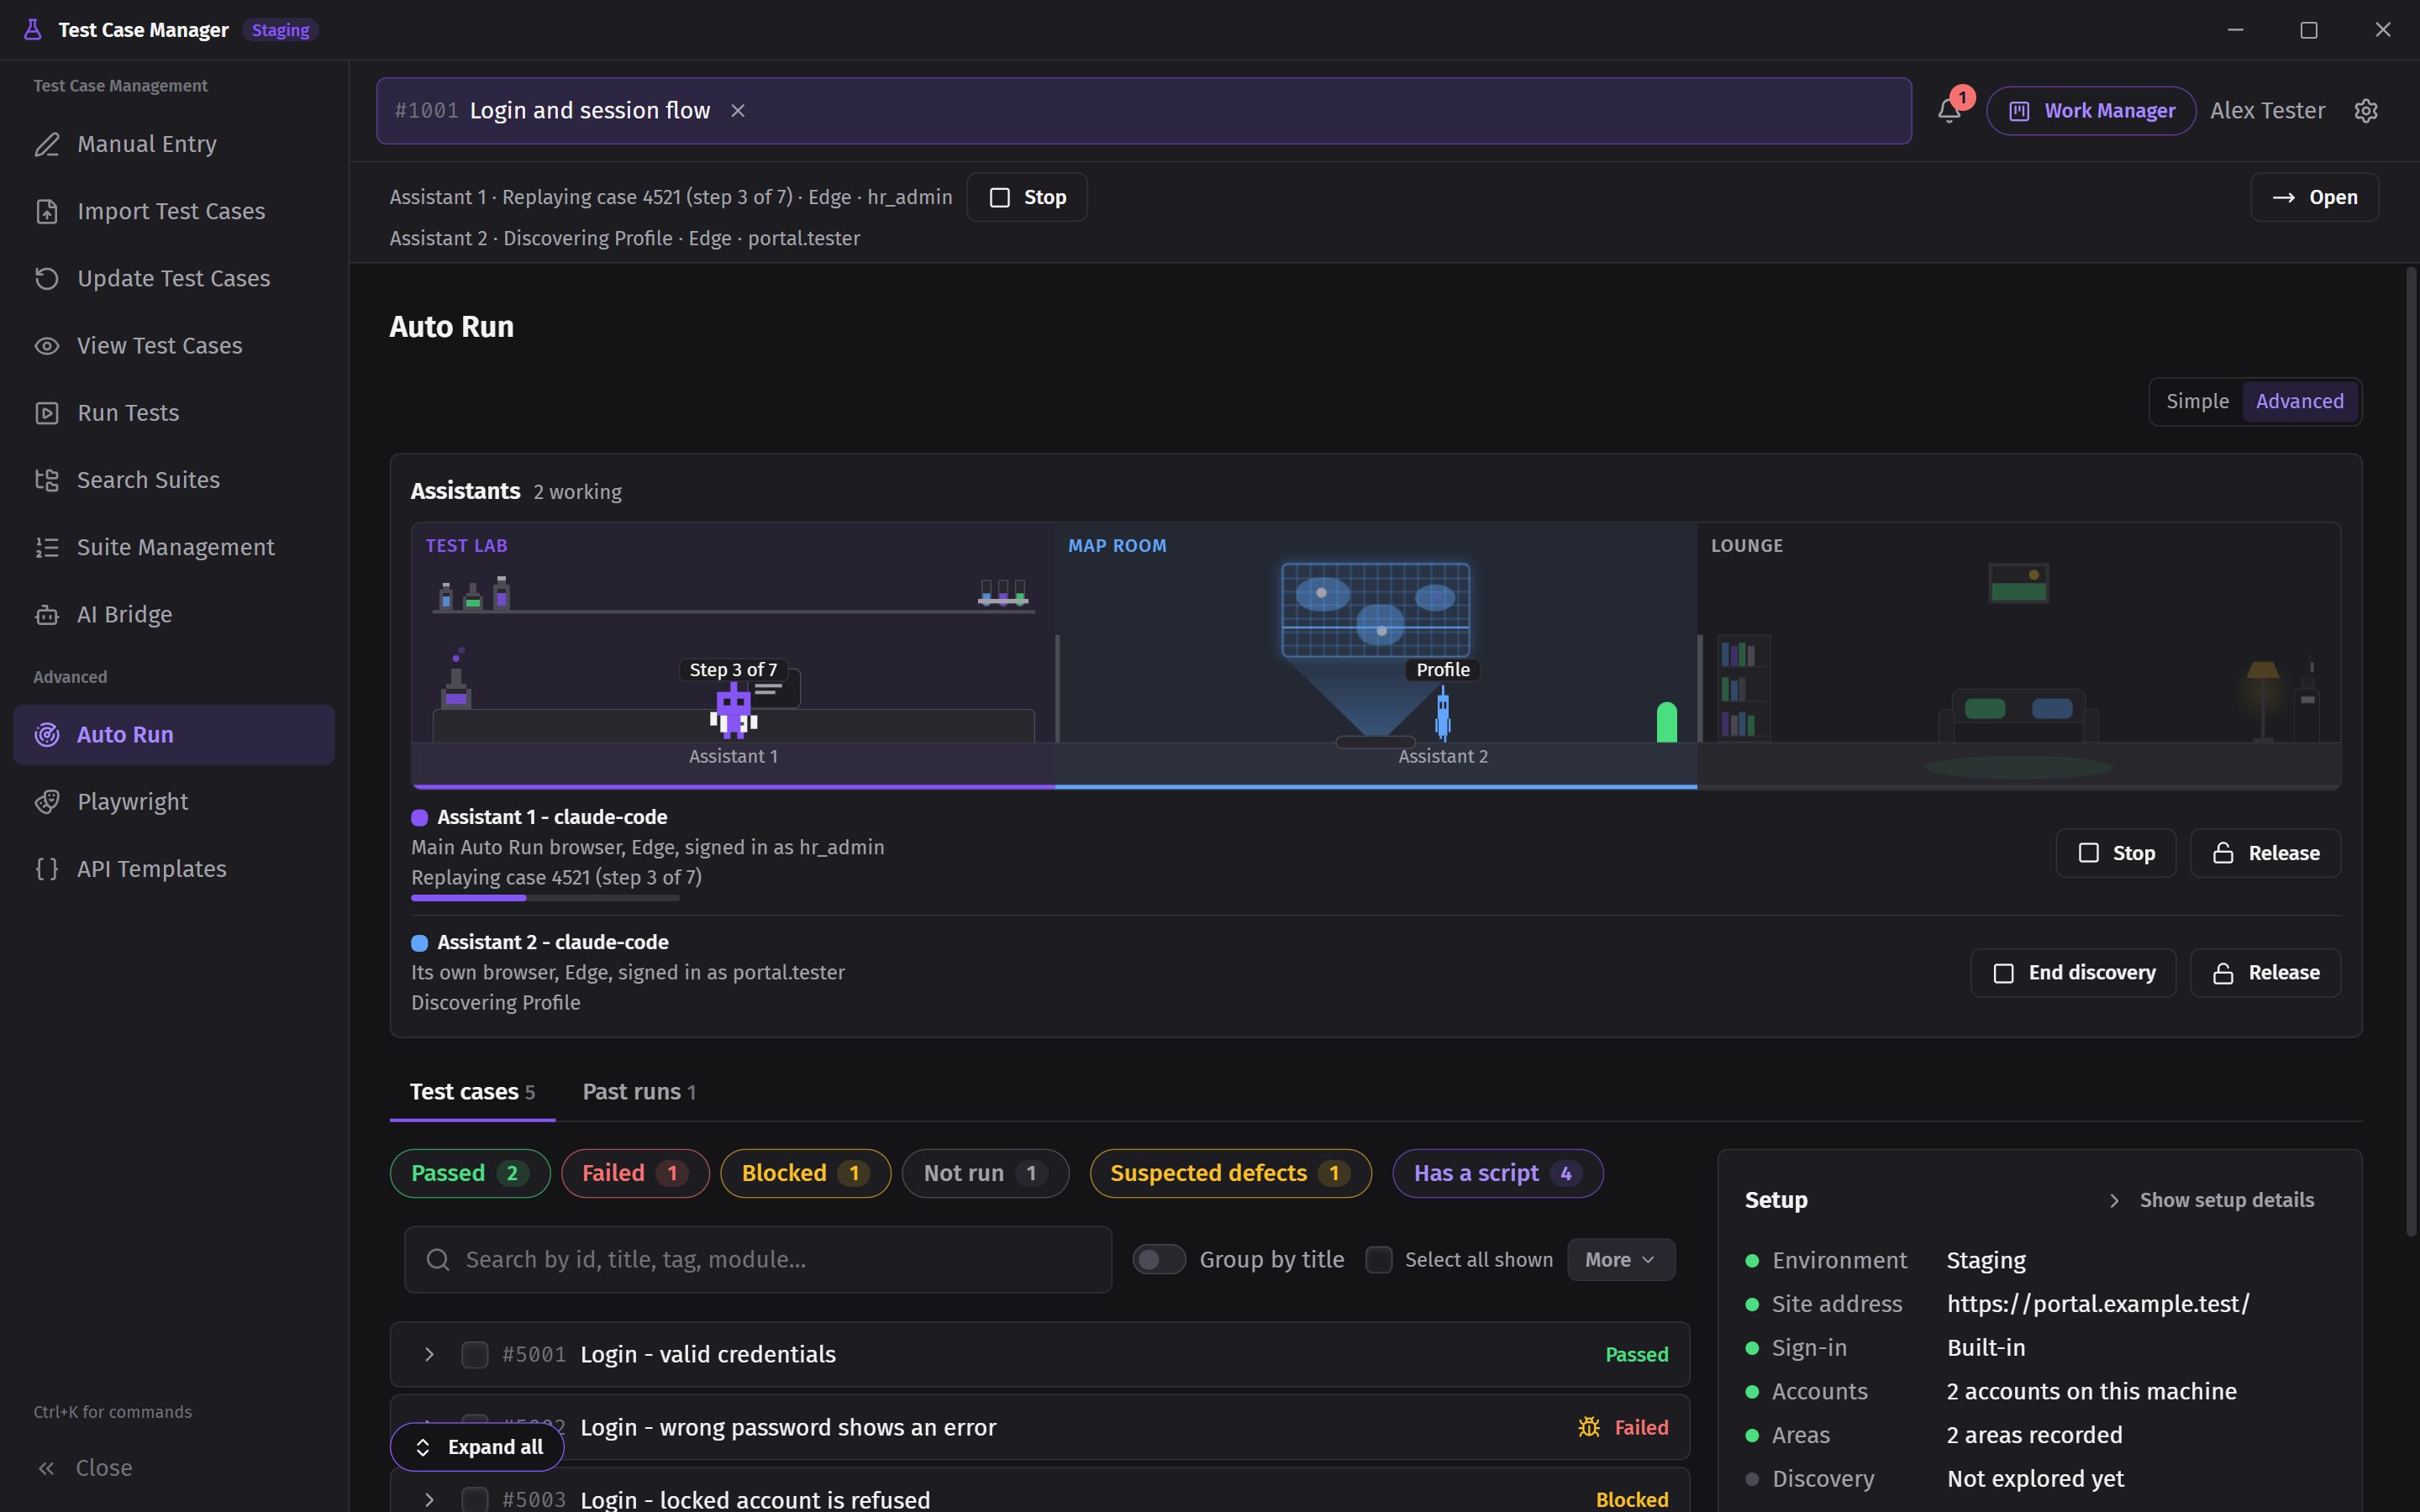 Test Case Manager Staging
Test Case Management
Manual Entry
Import Test Cases
Update Test Cases
View Test Cases
Run Tests
Search Suites
Suite Management
AI Bridge
Advanced
Auto Run
Playwright
API Templates
Ctrl+K for commands
Close
#1001 Login and session flow
1
Work Manager
Alex Tester
Assistant 1 · Replaying case 4521 (step 3 of 7) · Edge · hr_admin
Stop
Open
Assistant 2 · Discovering Profile · Edge · portal.tester
Auto Run
Simple Advanced
Assistants 2 working
TEST LAB
MAP ROOM
LOUNGE
Step 3 of 7
Profile
Assistant 1
Assistant 2
Assistant 1 - claude-code
Main Auto Run browser, Edge, signed in as hr_admin
Replaying case 4521 (step 3 of 7)
Stop
Release
Assistant 2 - claude-code
Its own browser, Edge, signed in as portal.tester
Discovering Profile
End discovery
Release
Test cases 5
Past runs 1
Passed 2
Failed 1
Blocked 1
Not run 1
Suspected defects 1
Has a script 4
Search by id, title, tag, module...
Group by title
Select all shown
More
#5001 Login - valid credentials Passed
Login - wrong password shows an error Failed
Expand all
#5003 Login - locked account is refused Blocked
Setup
Show setup details
Environment Staging
Site address https://portal.example.test/
Sign-in Built-in
Accounts 2 accounts on this machine
Areas 2 areas recorded
Discovery Not explored yet